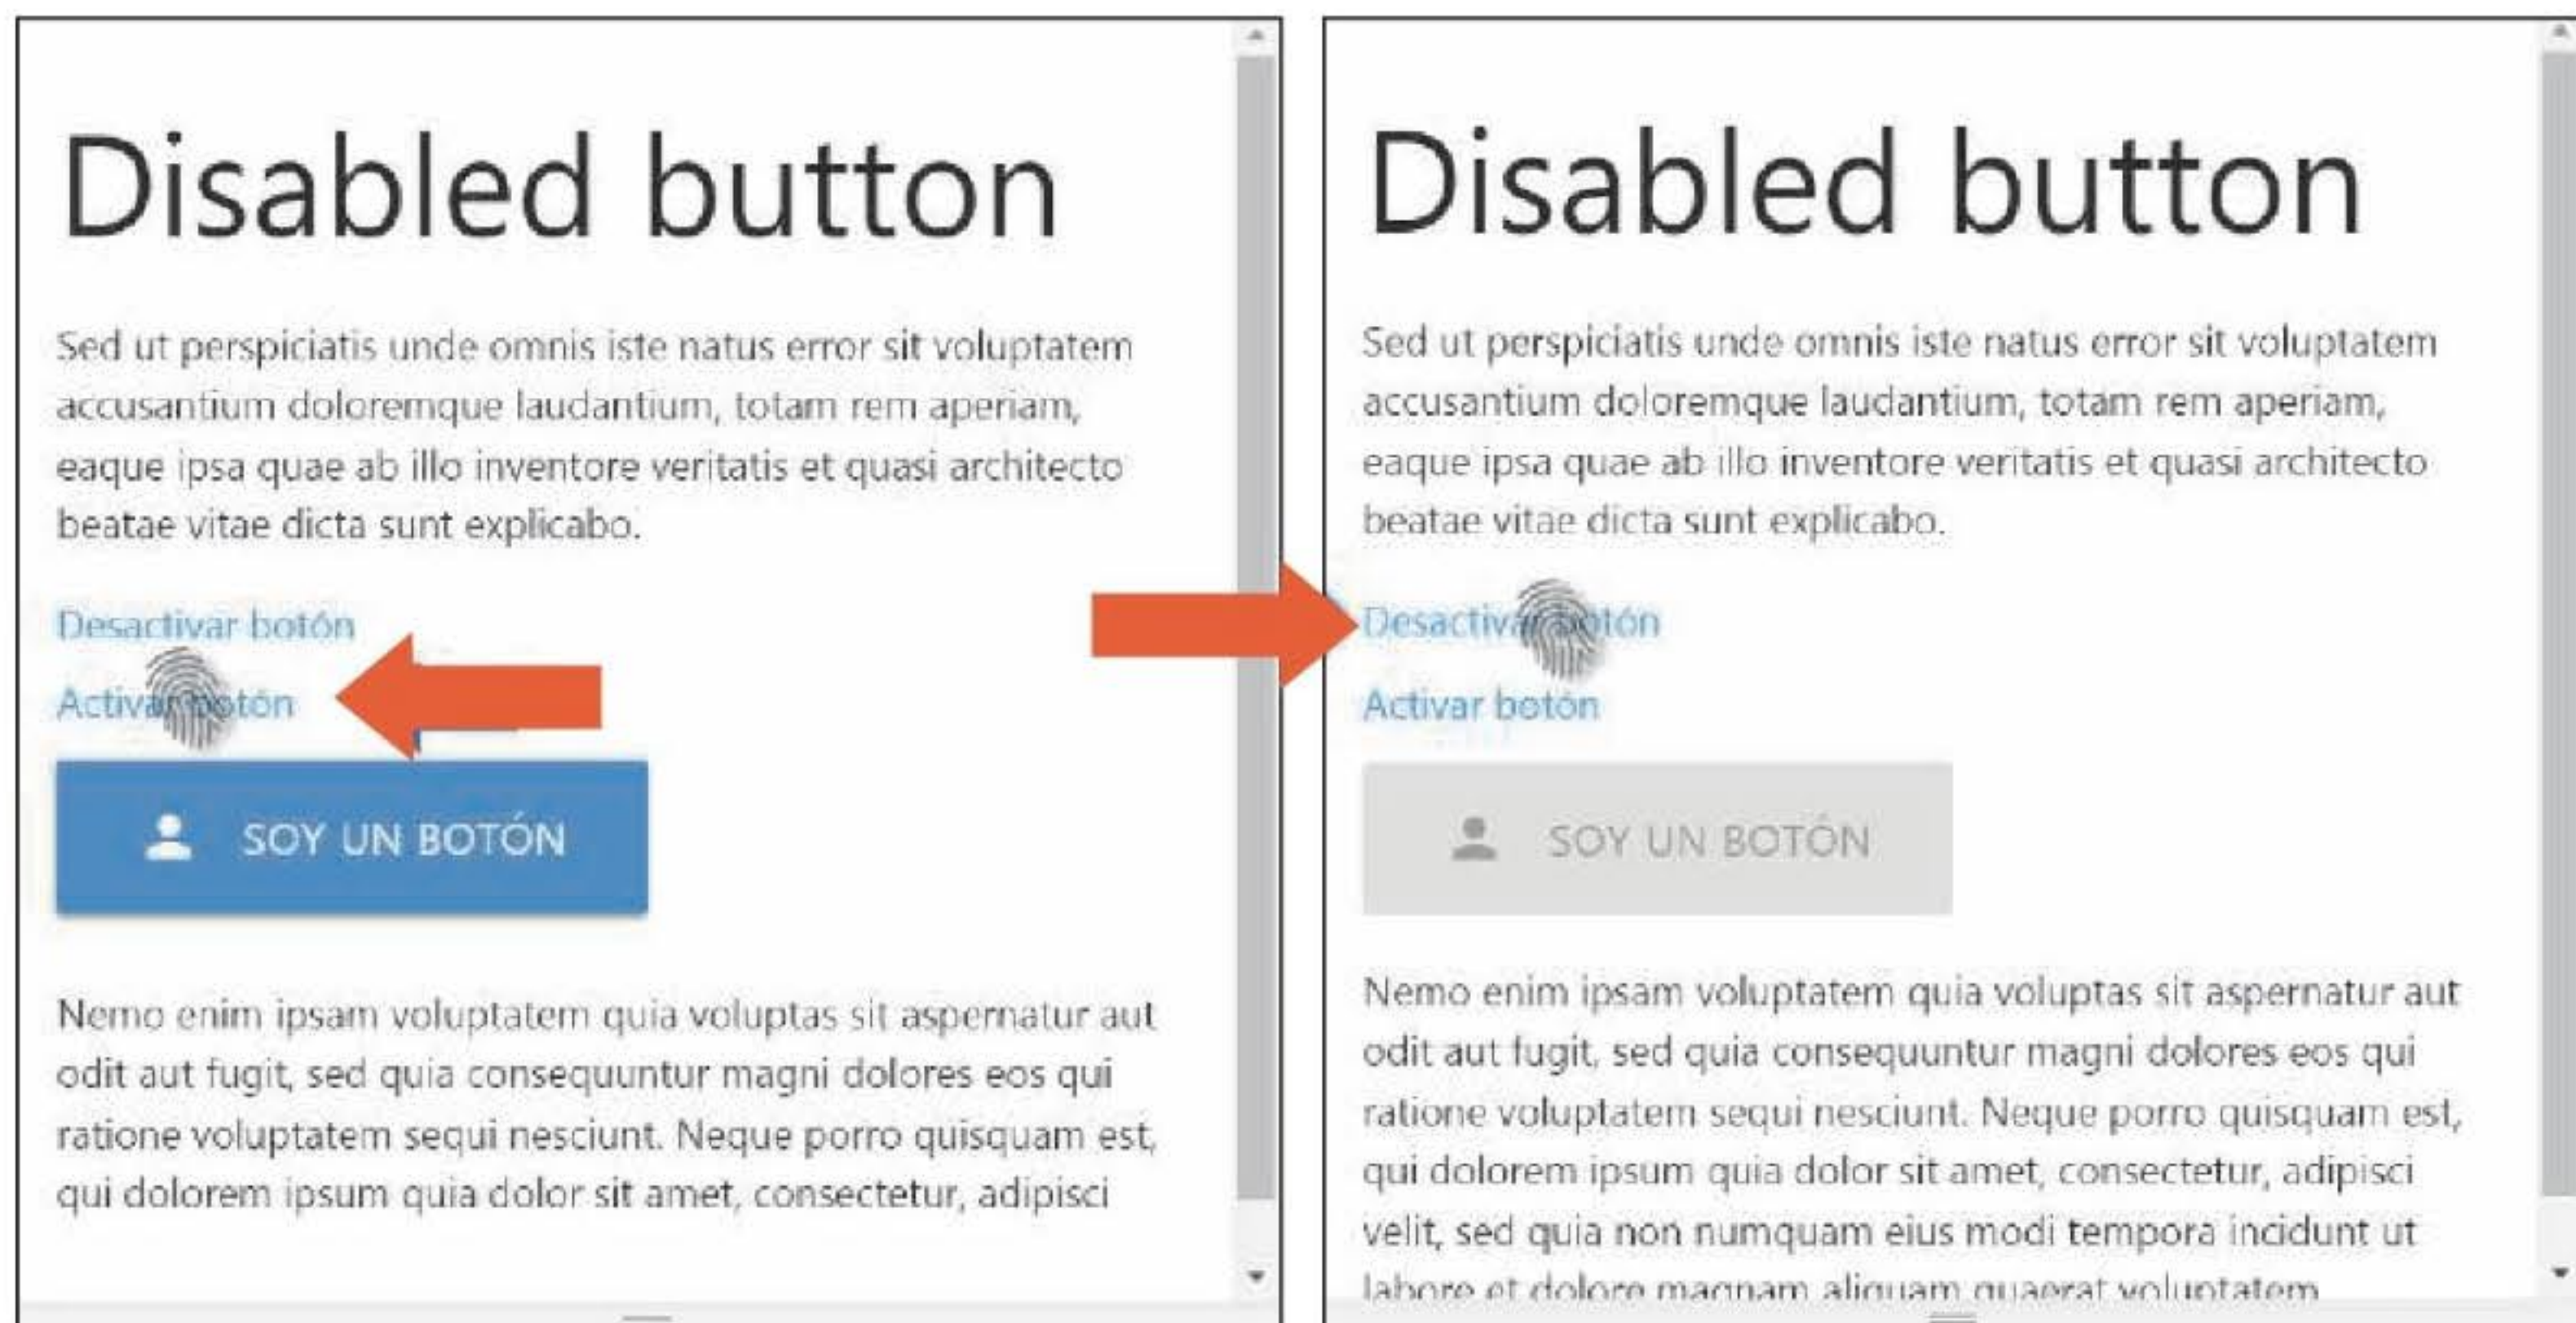 Disabled button
Sed ut perspiciatis unde omnis iste natus error sit voluptatem
accusantium doloremque laudantium, totam rem aperiam,
eaque ipsa quae ab illo inventore veritatis et quasi architecto
beatae vitae dicta sunt explicabo.
Desactivar botón
Activar botón
SOY UN BOTÓN
Nemo enim ipsam voluptatem quia voluptas sit aspernatur aut
odit aut fugit, sed quia consequuntur magni dolores eos qui
ratione voluptatem sequi nesciunt. Neque porro quisquam est,
qui dolorem ipsum quia dolor sit amet, consectetur, adipisci
Disabled button
Sed ut perspiciatis unde omnis iste natus error sit voluptatem
accusantium doloremque laudantium, totam rem aperiam,
eaque ipsa quae ab illo inventore veritatis et quasi architecto
beatae vitae dicta sunt explicabo.
Desactivar botón
Activar botón
SOY UN BOTÓN
Nemo enim ipsam voluptatem quia voluptas sit aspernatur aut
odit aut fugit, sed quia consequuntur magni dolores eos qui
ratione voluptatem sequi nesciunt. Neque porro quisquam est,
qui dolorem ipsum quia dolor sit amet, consectetur, adipisci
velit, sed quia non numquam eius modi tempora incidunt ut
labore et dolore magnam aliquam quaerat voluptatem